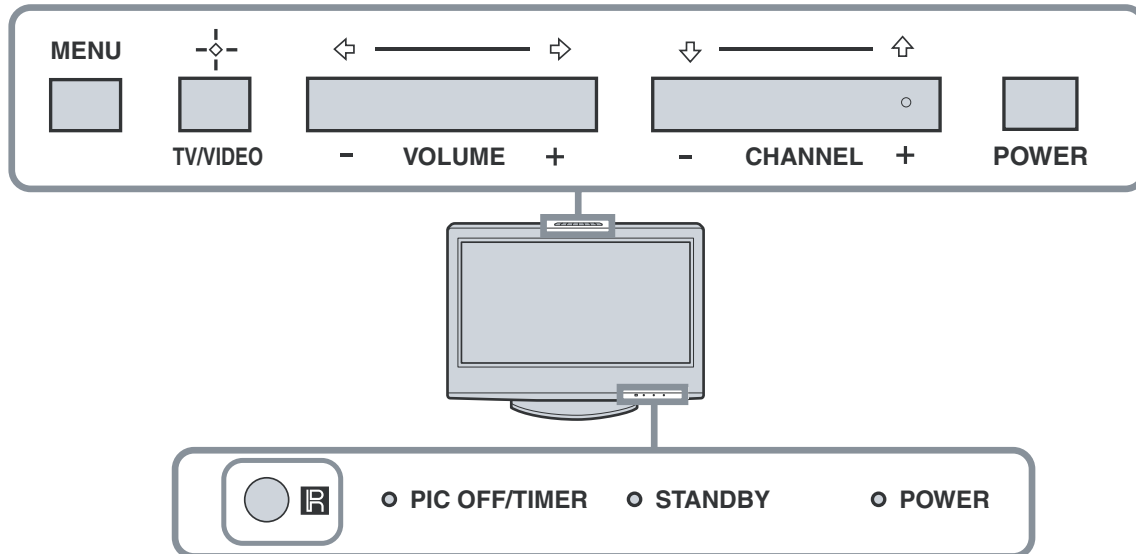 MENU
TV/VIDEO
- VOLUME +
- CHANNEL +
POWER
R
PIC OFF/TIMER
STANDBY
POWER